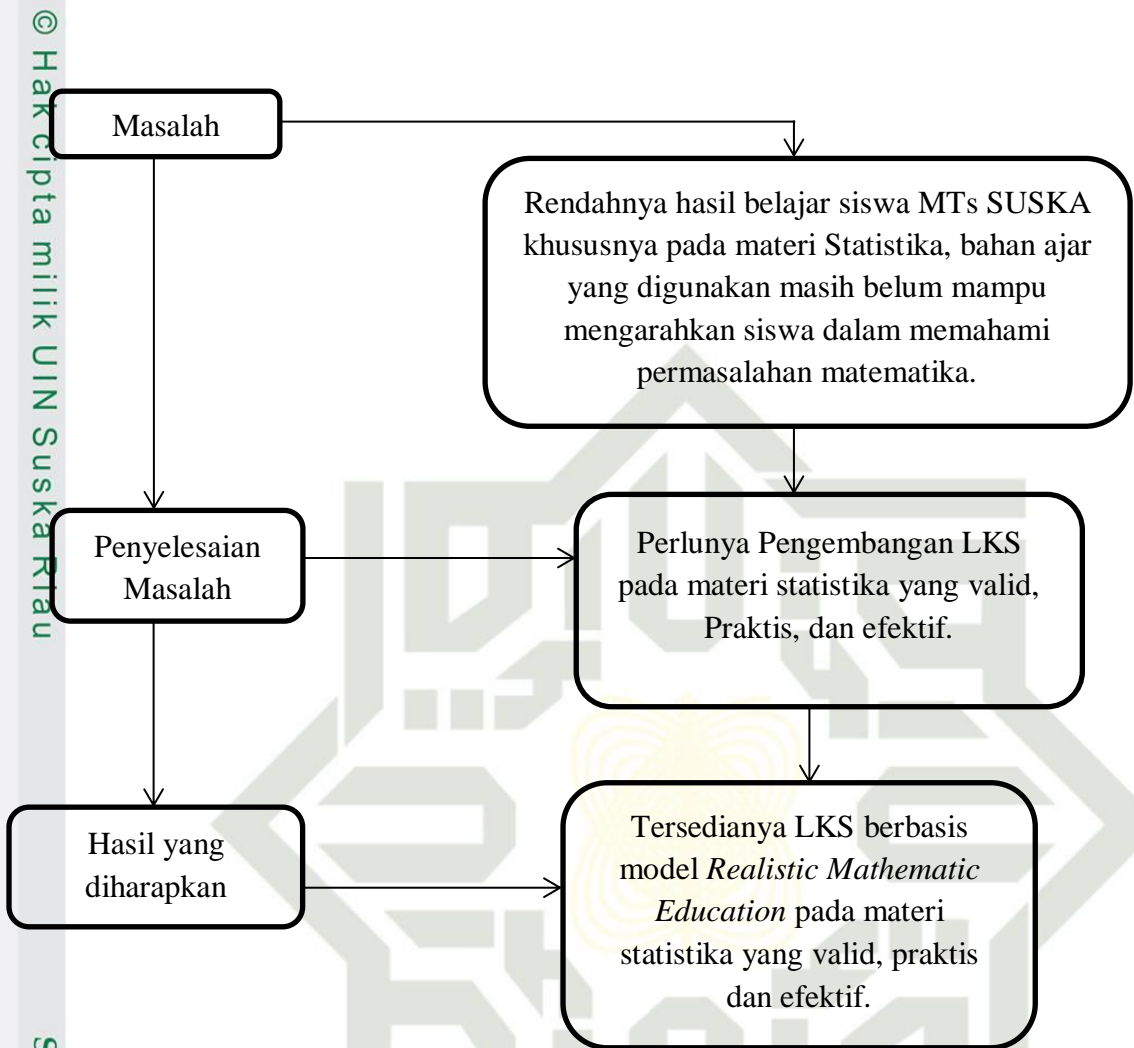 © Hak cipta milik UIN Suska Riau
Masalah
Rendahnya hasil belajar siswa MTs SUSKA
khususnya pada materi Statistika, bahan ajar
yang digunakan masih belum mampu
mengarahkan siswa dalam memahami
permasalahan matematika.
Penyelesaian
Masalah
Perlunya Pengembangan LKS
pada materi statistika yang valid,
Praktis, dan efektif.
Hasil yang
diharapkan
Tersedianya LKS berbasis
model Realistic Mathematic
Education pada materi
statistika yang valid, praktis
dan efektif.